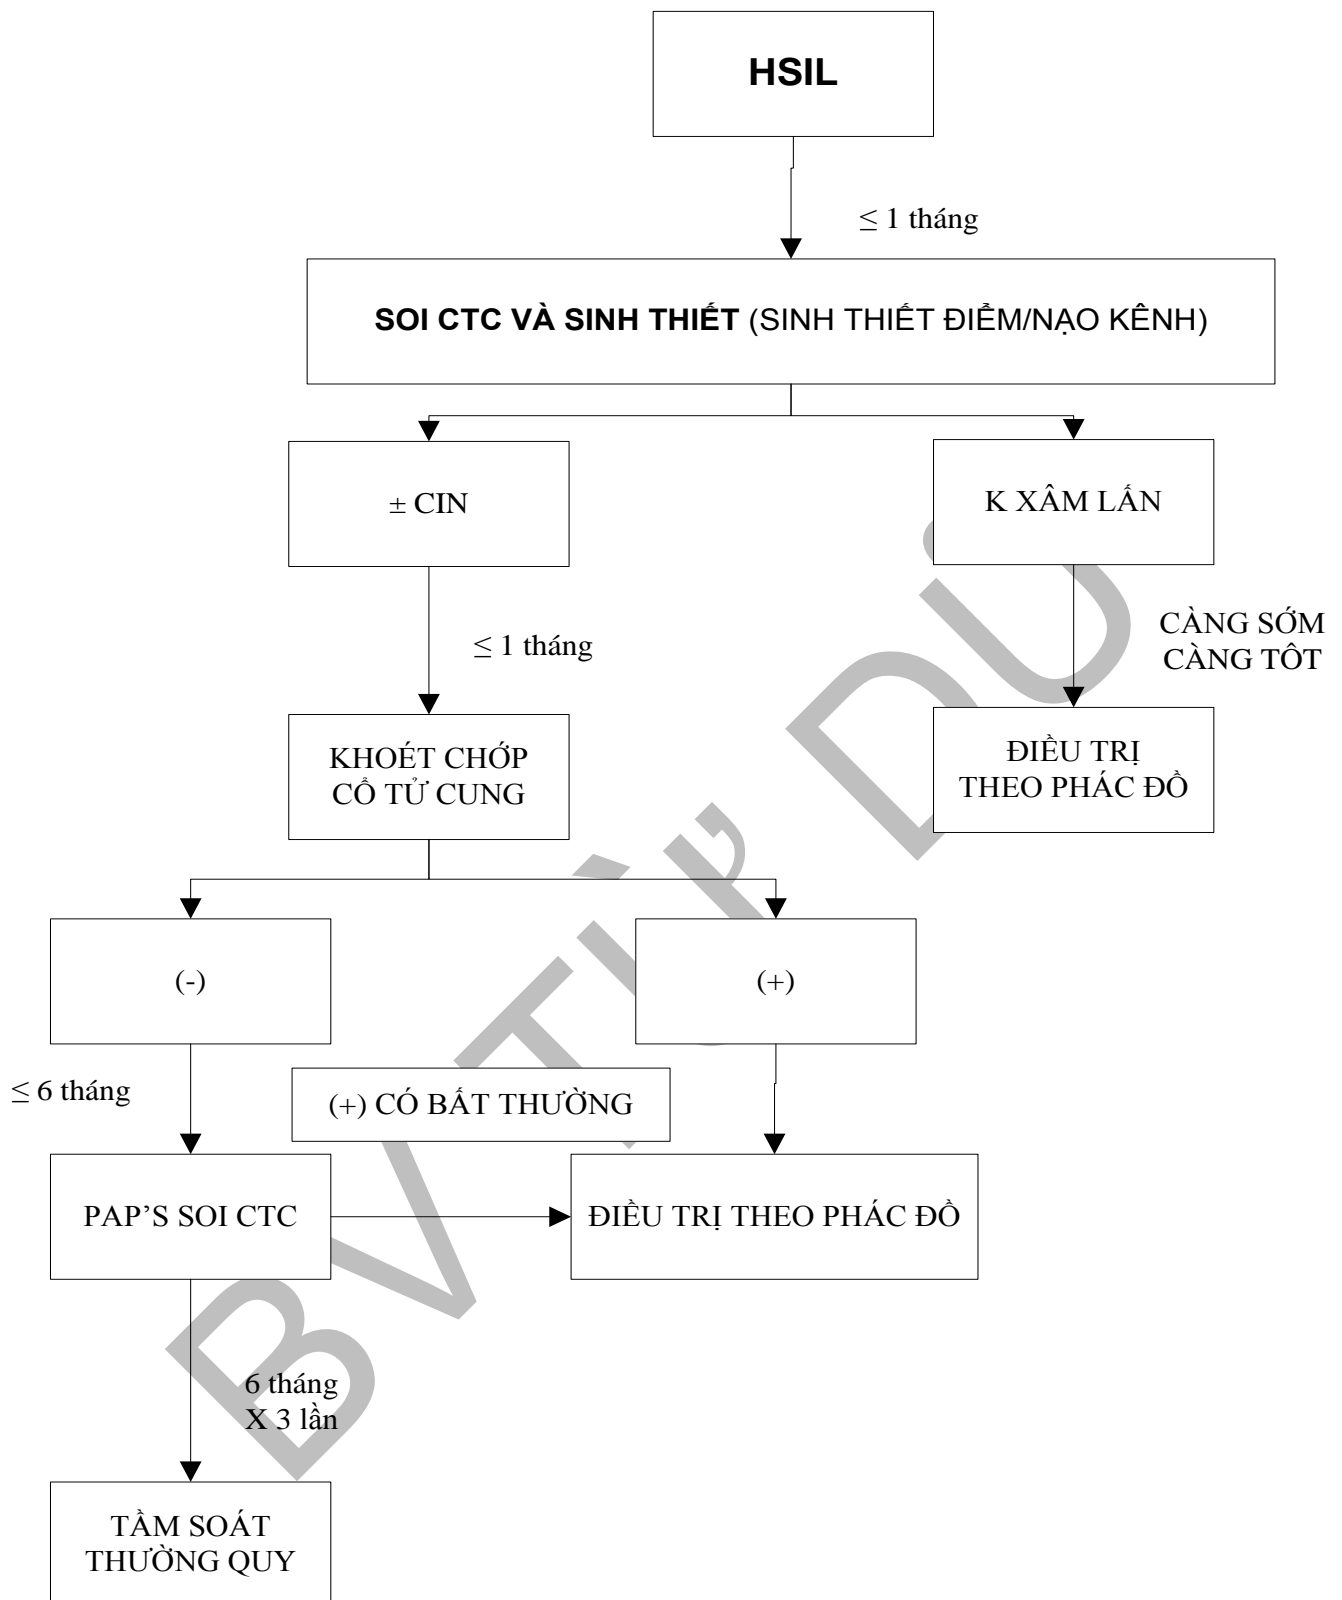 HSIL
≤ 1 tháng
SOI CTC VÀ SINH THIẾT (SINH THIẾT ĐIỂM/NẠO KÊNH)
± CIN
K XÂM LẤN
≤ 1 tháng
CÀNG SỚM
CÀNG TÔT
KHOÉT CHỚP
CỔ TỬ CUNG
ĐIỀU TRỊ
THEO PHÁC ĐỒ
(-)
(+)
≤ 6 tháng
(+) CÓ BẤT THƯỜNG
PAP’S SOI CTC
ĐIỀU TRỊ THEO PHÁC ĐỒ
6 tháng
X 3 lần
TẦM SOÁT
THƯỜNG QUY
BV TỪ DŨ